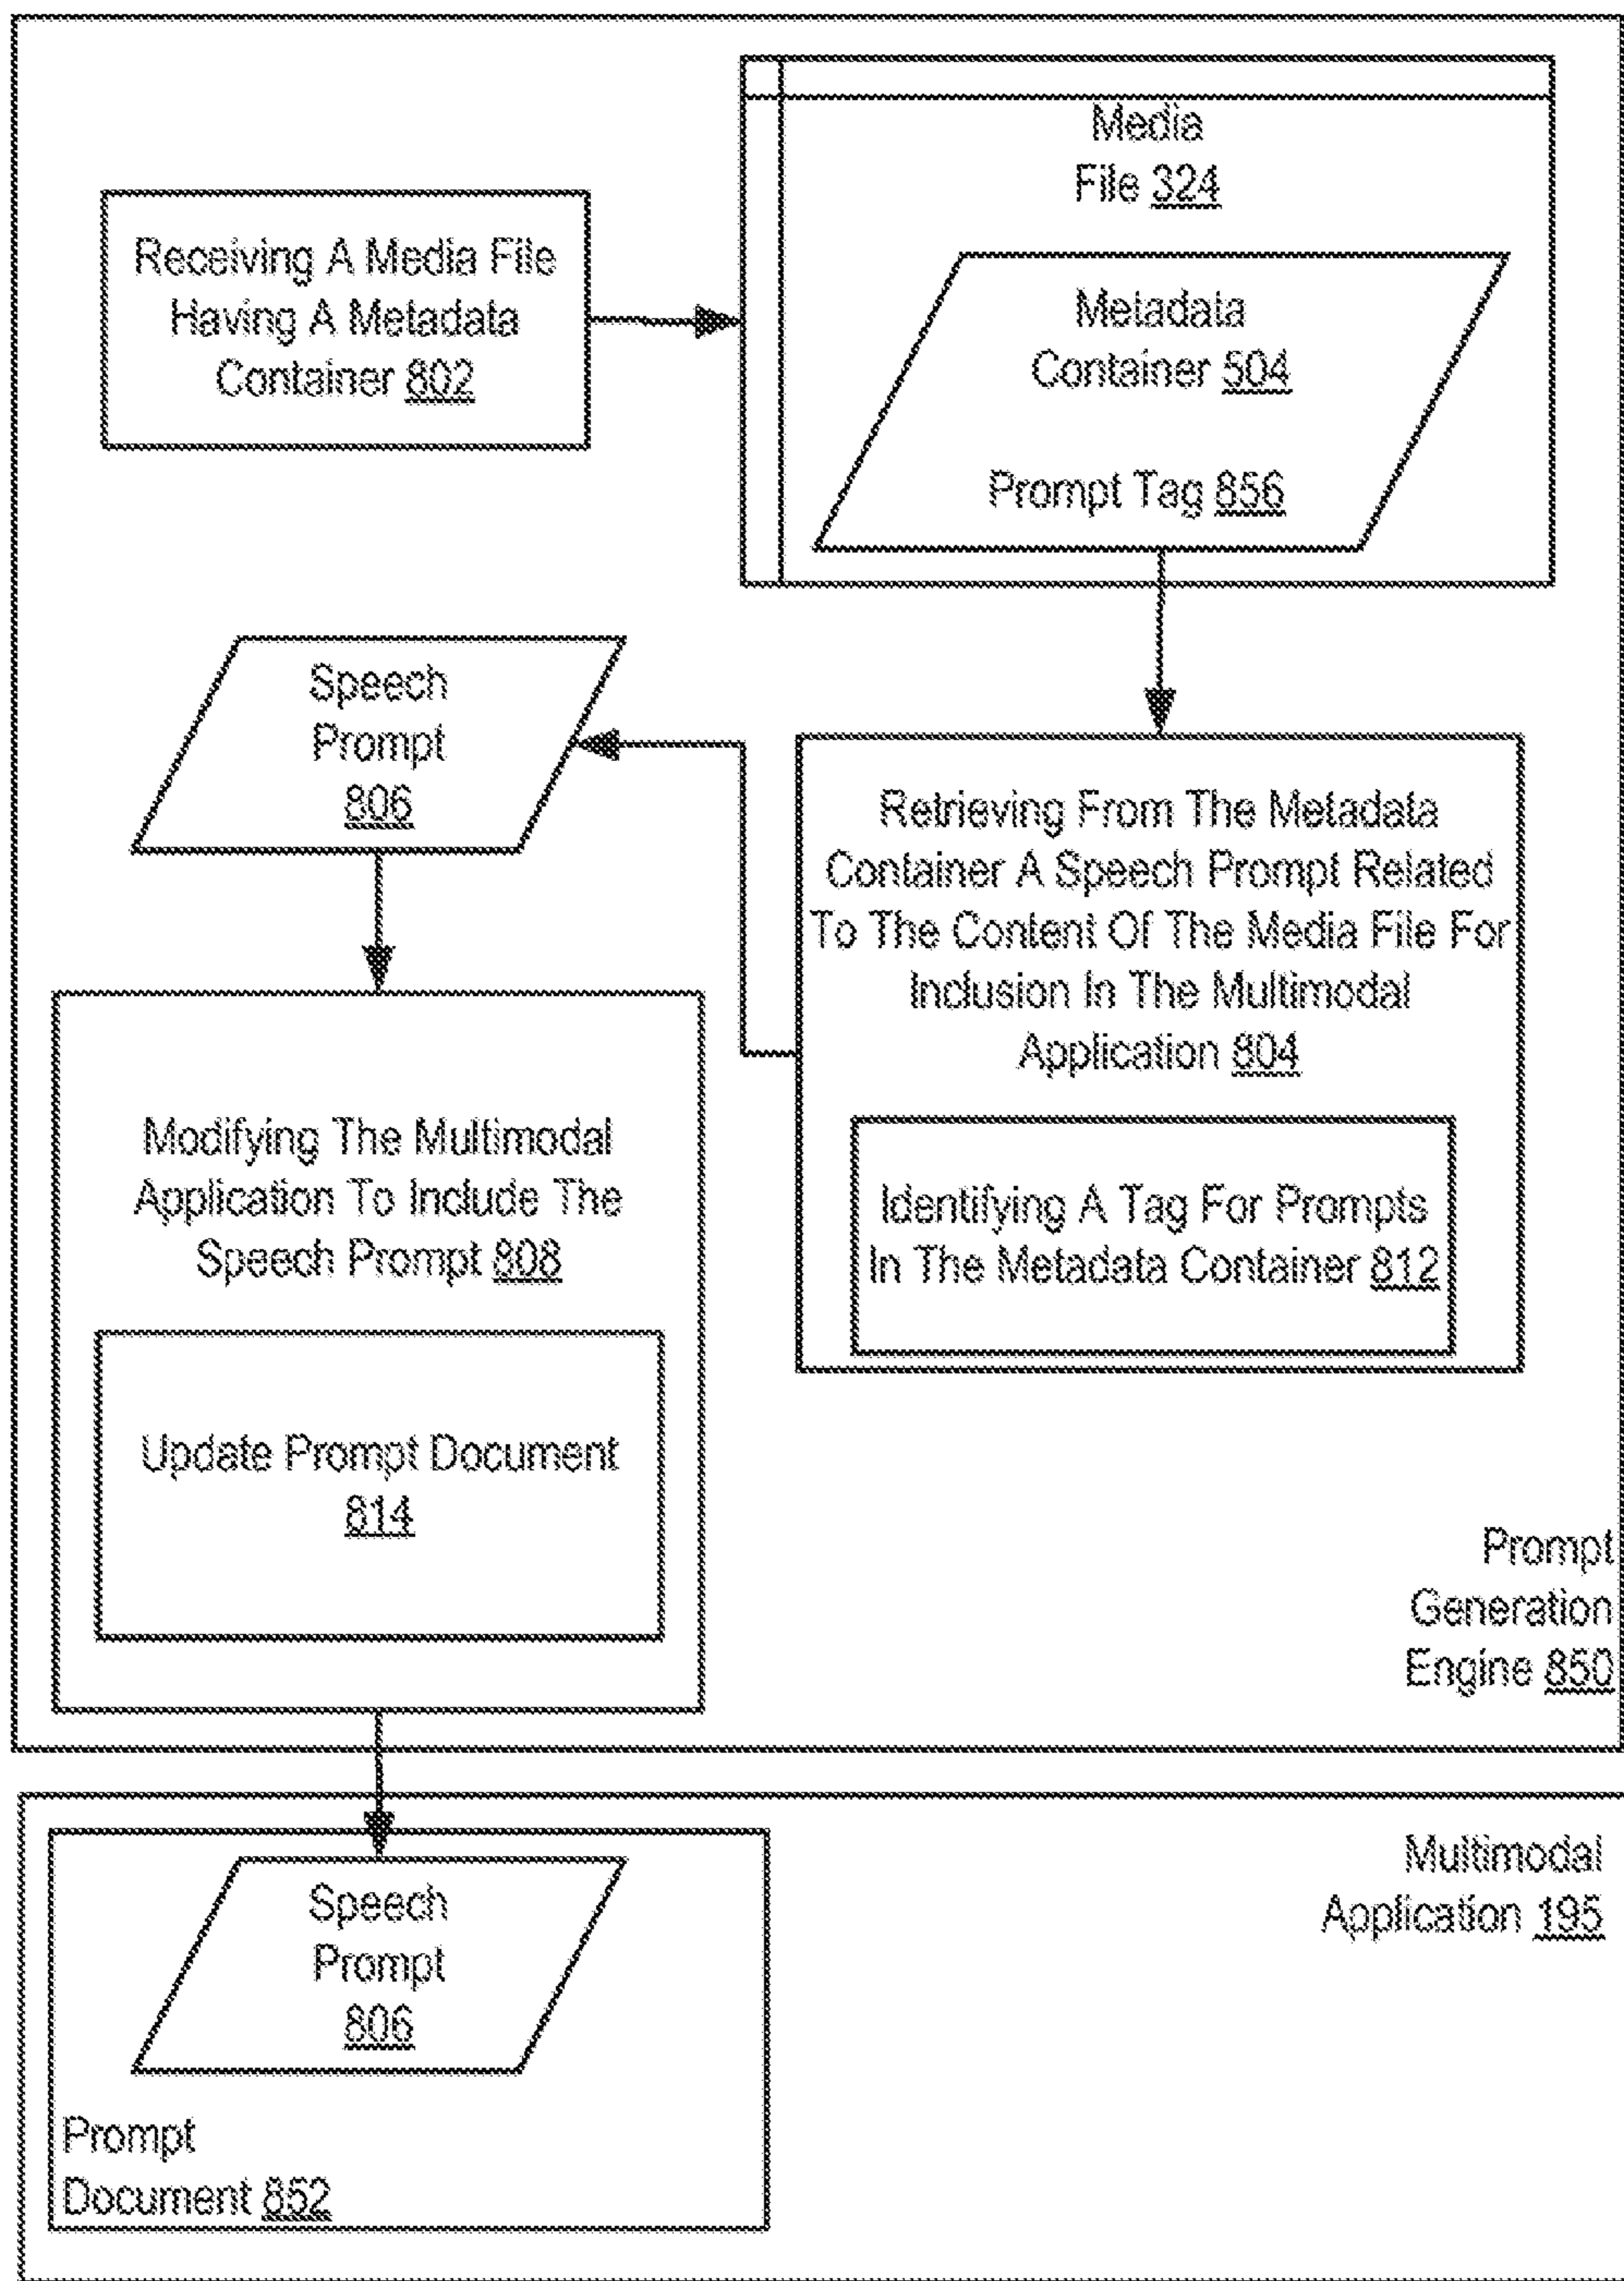 Receiving A Media File
Having A Metadata
Container 802
Media
File 324
Metadata
Container 504
Prompt Tag 856
Speech
Prompt
806
Retrieving From The Metadata
Container A Speech Prompt Related
To The Content Of The Media File For
Inclusion In The Multimodal
Application 804
Identifying A Tag For Prompts
In The Metadata Container 812
Modifying The Multimodal
Application To Include The
Speech Prompt 808
Update Prompt Document
814
Prompt
Generation
Engine 850
Multimodal
Application 195
Speech
Prompt
806
Prompt
Document 852